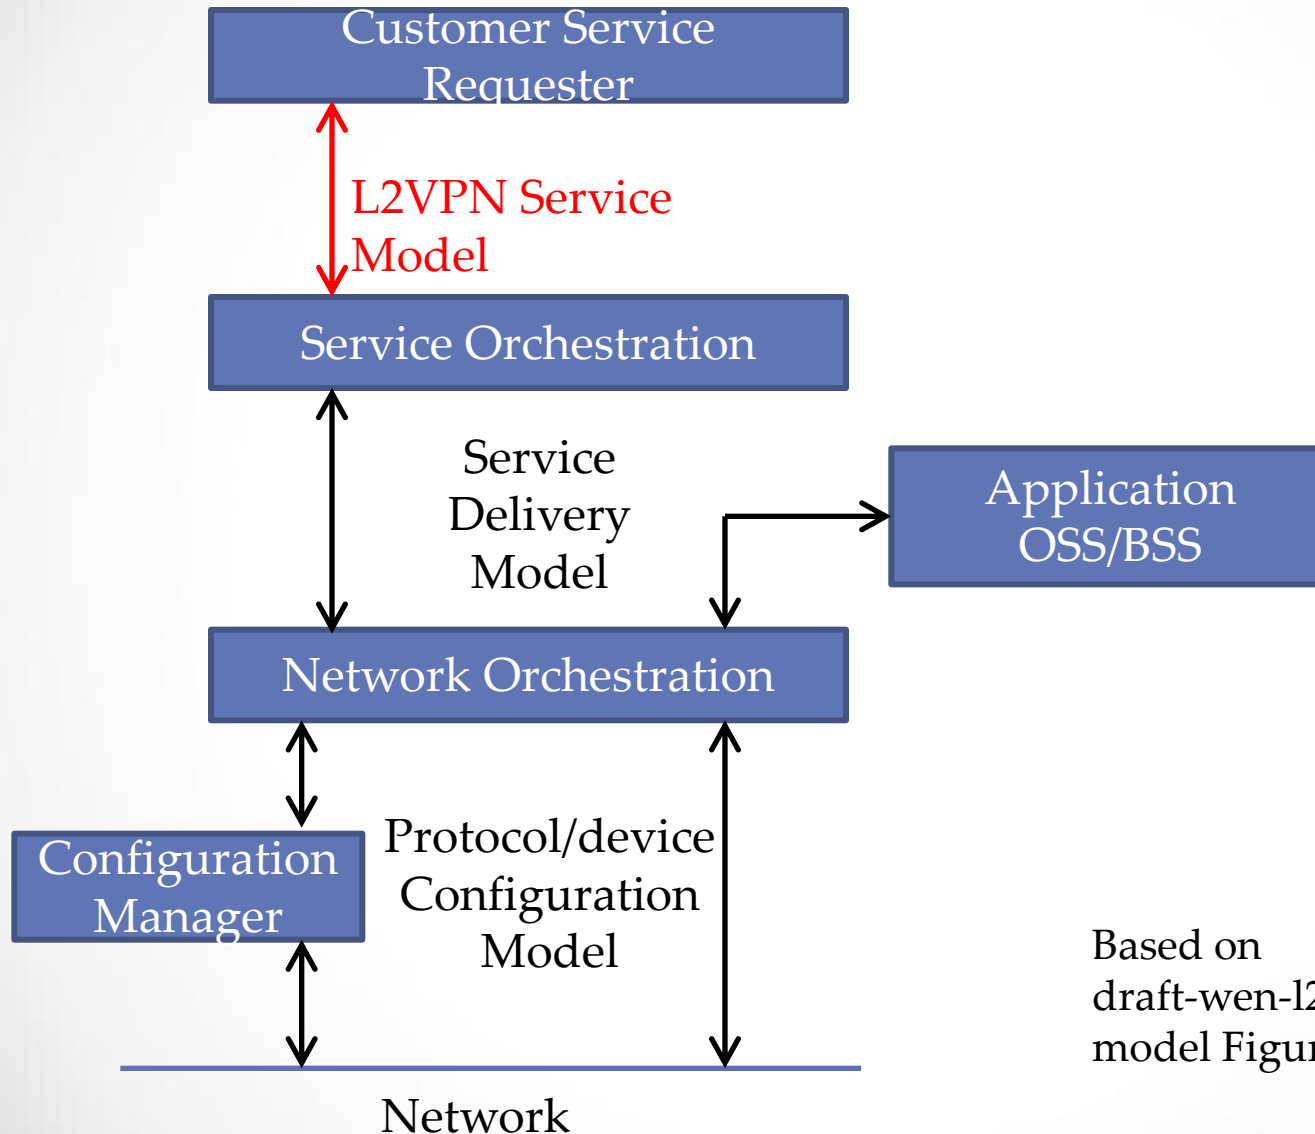 Customer Service
Requester
L2VPN Service
Model
Service Orchestration
Service
Delivery
Model
Application
OSS/BSS
Network Orchestration
Configuration
Manager
Protocol/device
Configuration
Model
Based on
model
Network